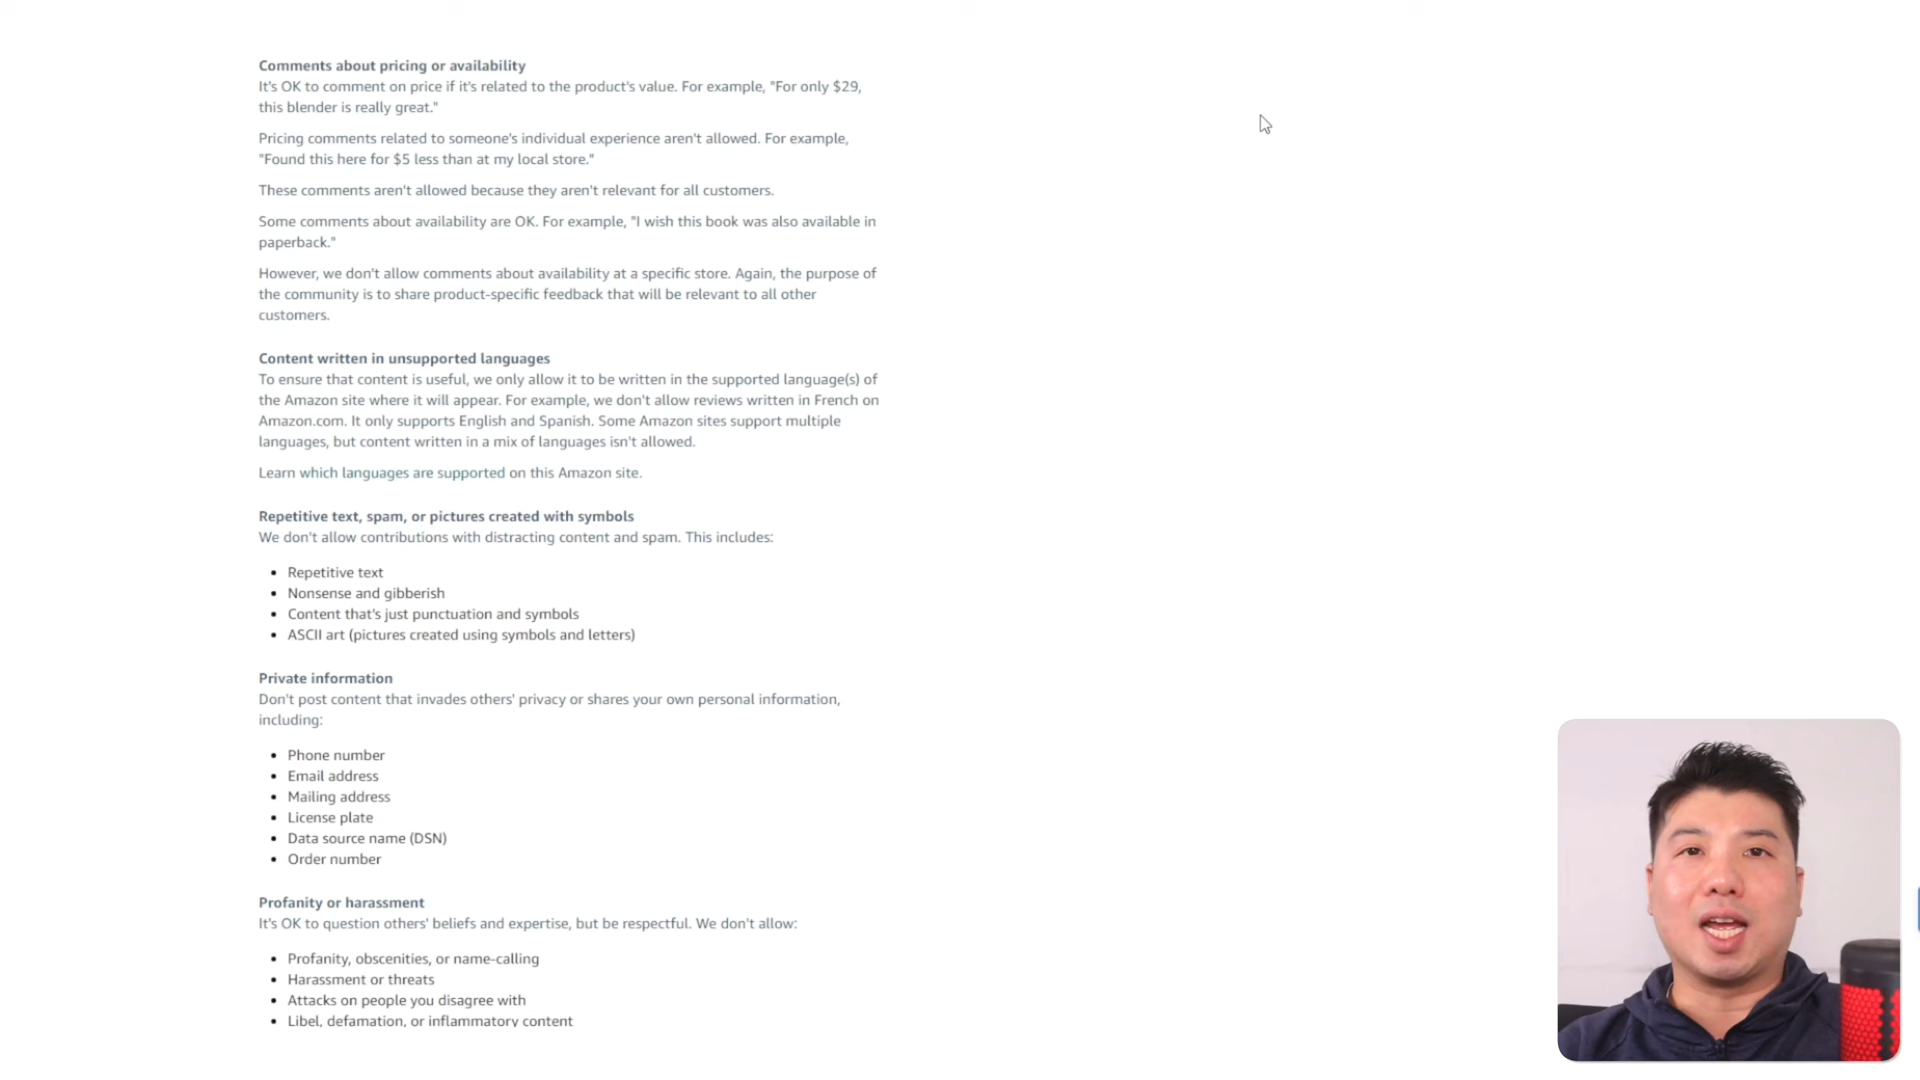 Comments about pricing or availability
It's OK to comment on price if it's related to the product's value. For example, "For only $29,
this blender is really great."
Pricing comments related to someone's individual experience aren't allowed. For example,
"Found this here for $5 less than at my local store."
These comments aren't allowed because they aren't relevant for all customers.
Some comments about availability are OK. For example, "I wish this book was also available in
paperback."
However, we don't allow comments about availability at a specific store. Again, the purpose of
the community is to share product-specific feedback that will be relevant to all other
customers.
Content written in unsupported languages
To ensure that content is useful, we only allow it to be written in the supported language(s) of
the Amazon site where it will appear. For example, we don't allow reviews written in French on
Amazon.com. It only supports English and Spanish. Some Amazon sites support multiple
languages, but content written in a mix of languages isn't allowed.
Learn which languages are supported on this Amazon site.
Repetitive text, spam, or pictures created with symbols
We don't allow contributions with distracting content and spam. This includes:
• Repetitive text
• Nonsense and gibberish
• Content that's just punctuation and symbols
• ASCII art (pictures created using symbols and letters)
Private information
Don't post content that invades others' privacy or shares your own personal information,
including:
• Phone number
• Email address
• Mailing address
• License plate
• Data source name (DSN)
• Order number
Profanity or harassment
It's OK to question others' beliefs and expertise, but be respectful. We don't allow:
• Profanity, obscenities, or name-calling
• Harassment or threats
• Attacks on people you disagree with
• Libel, defamation, or inflammatory content